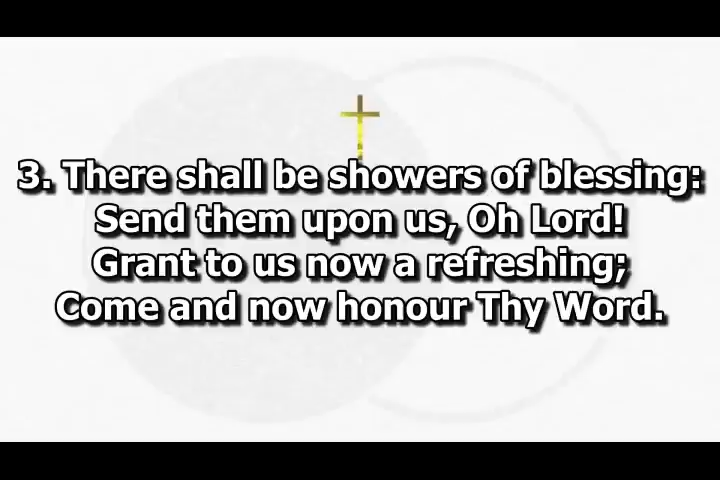 3. There shall be showers of blessing:
Send them upon us, Oh Lord!
Grant to us now a refreshing;
Come and now honour Thy Word.